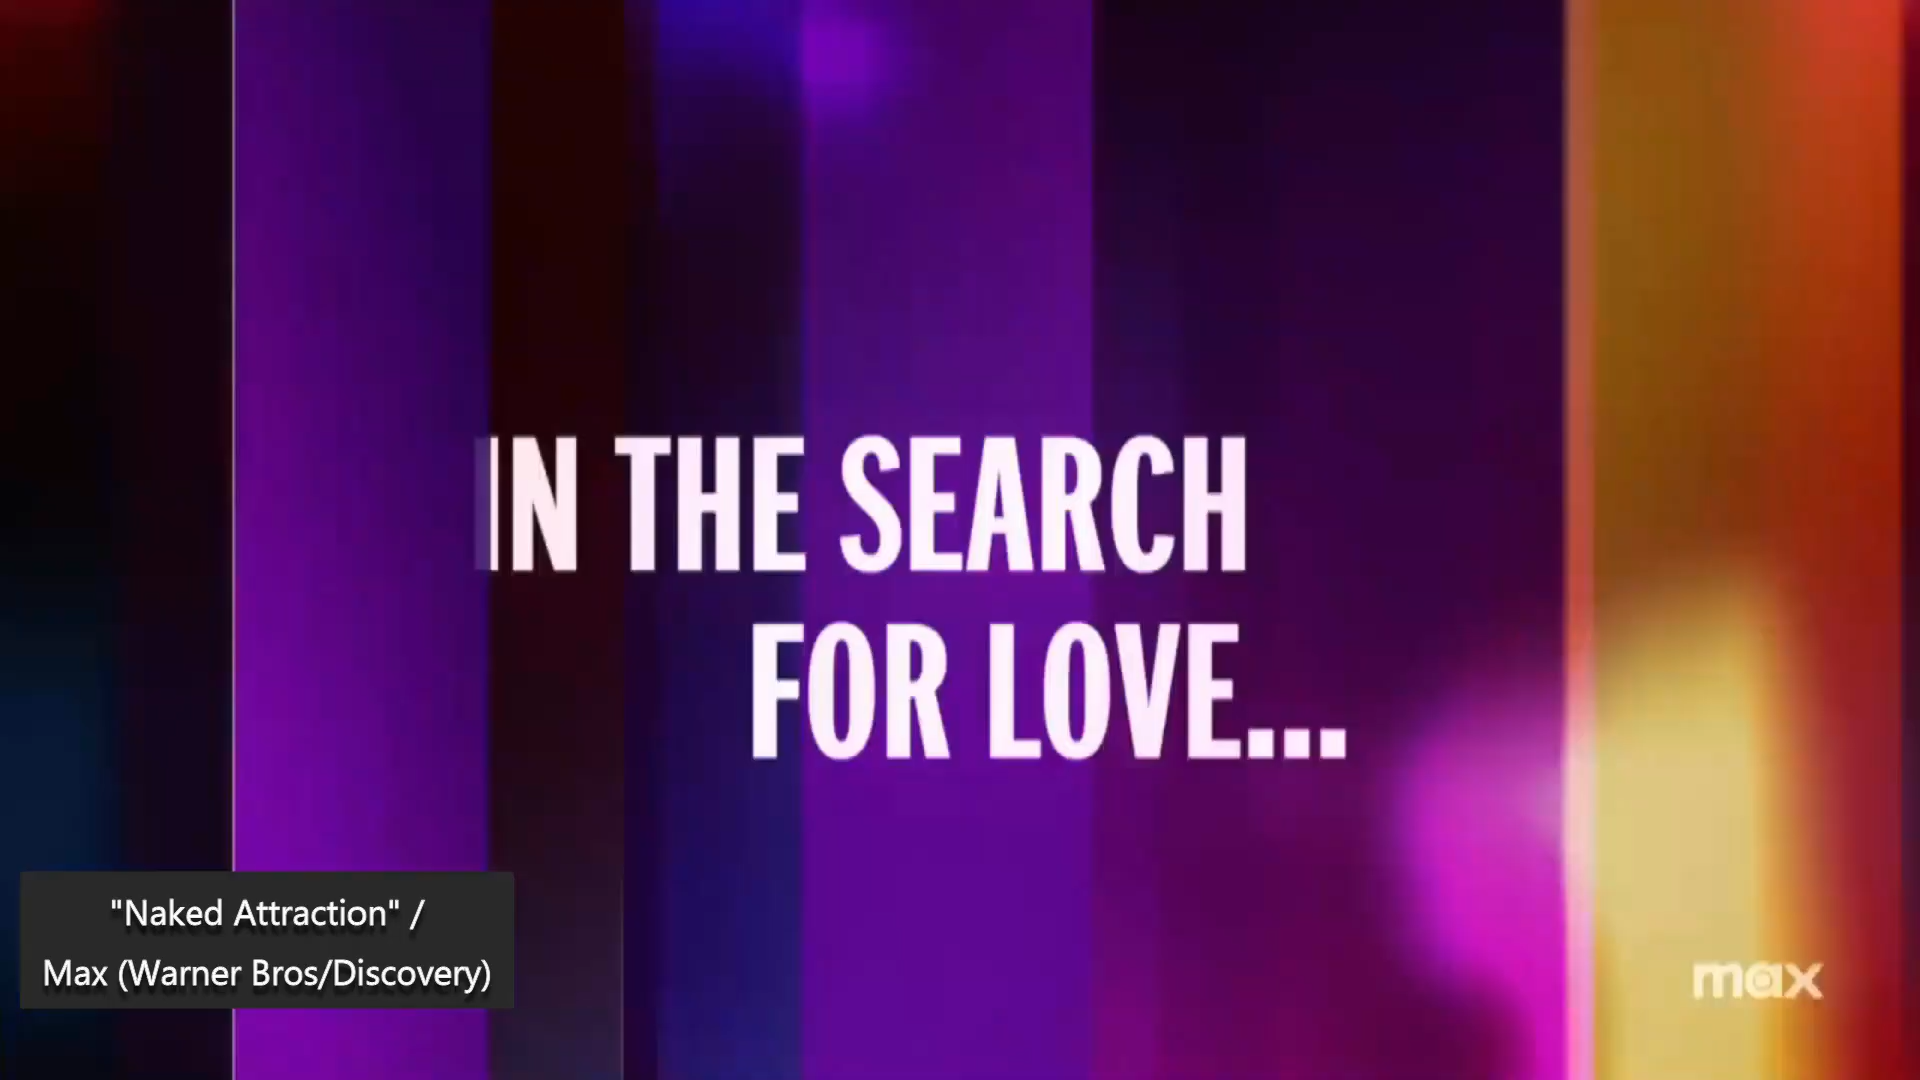 IN THE SEARCH
FOR LOVE...
"Naked Attraction" /
Max (Warner Bros/Discovery)
max